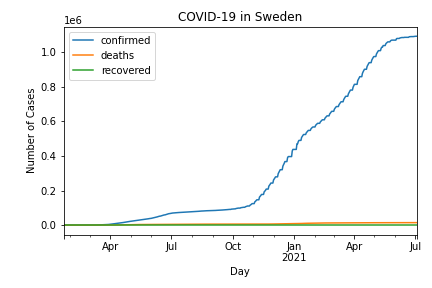 COVID-19 in Sweden
1e6
confirmed
deaths
recovered
1.0
0.8
0.6
0.4
0.2
0.0
Number of Cases
Apr
Jul
Oct
Jan
2021
Apr
Jul
Day